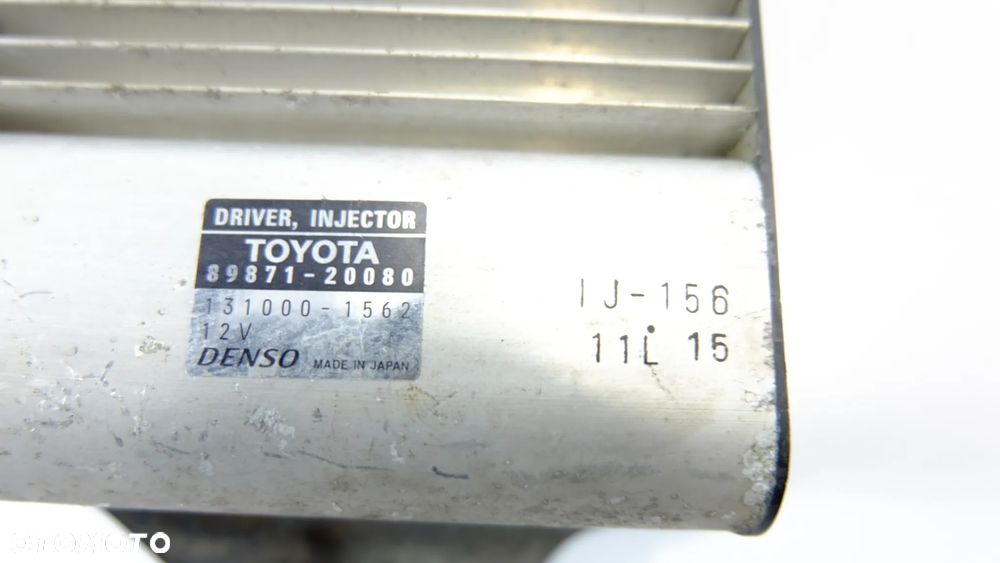 DRIVER, INJECTOR
TOYOTA
89871-20080
131000-1562
12V
DENSO MADE IN JAPAN
IJ-156
11L 15
OTOMOTO